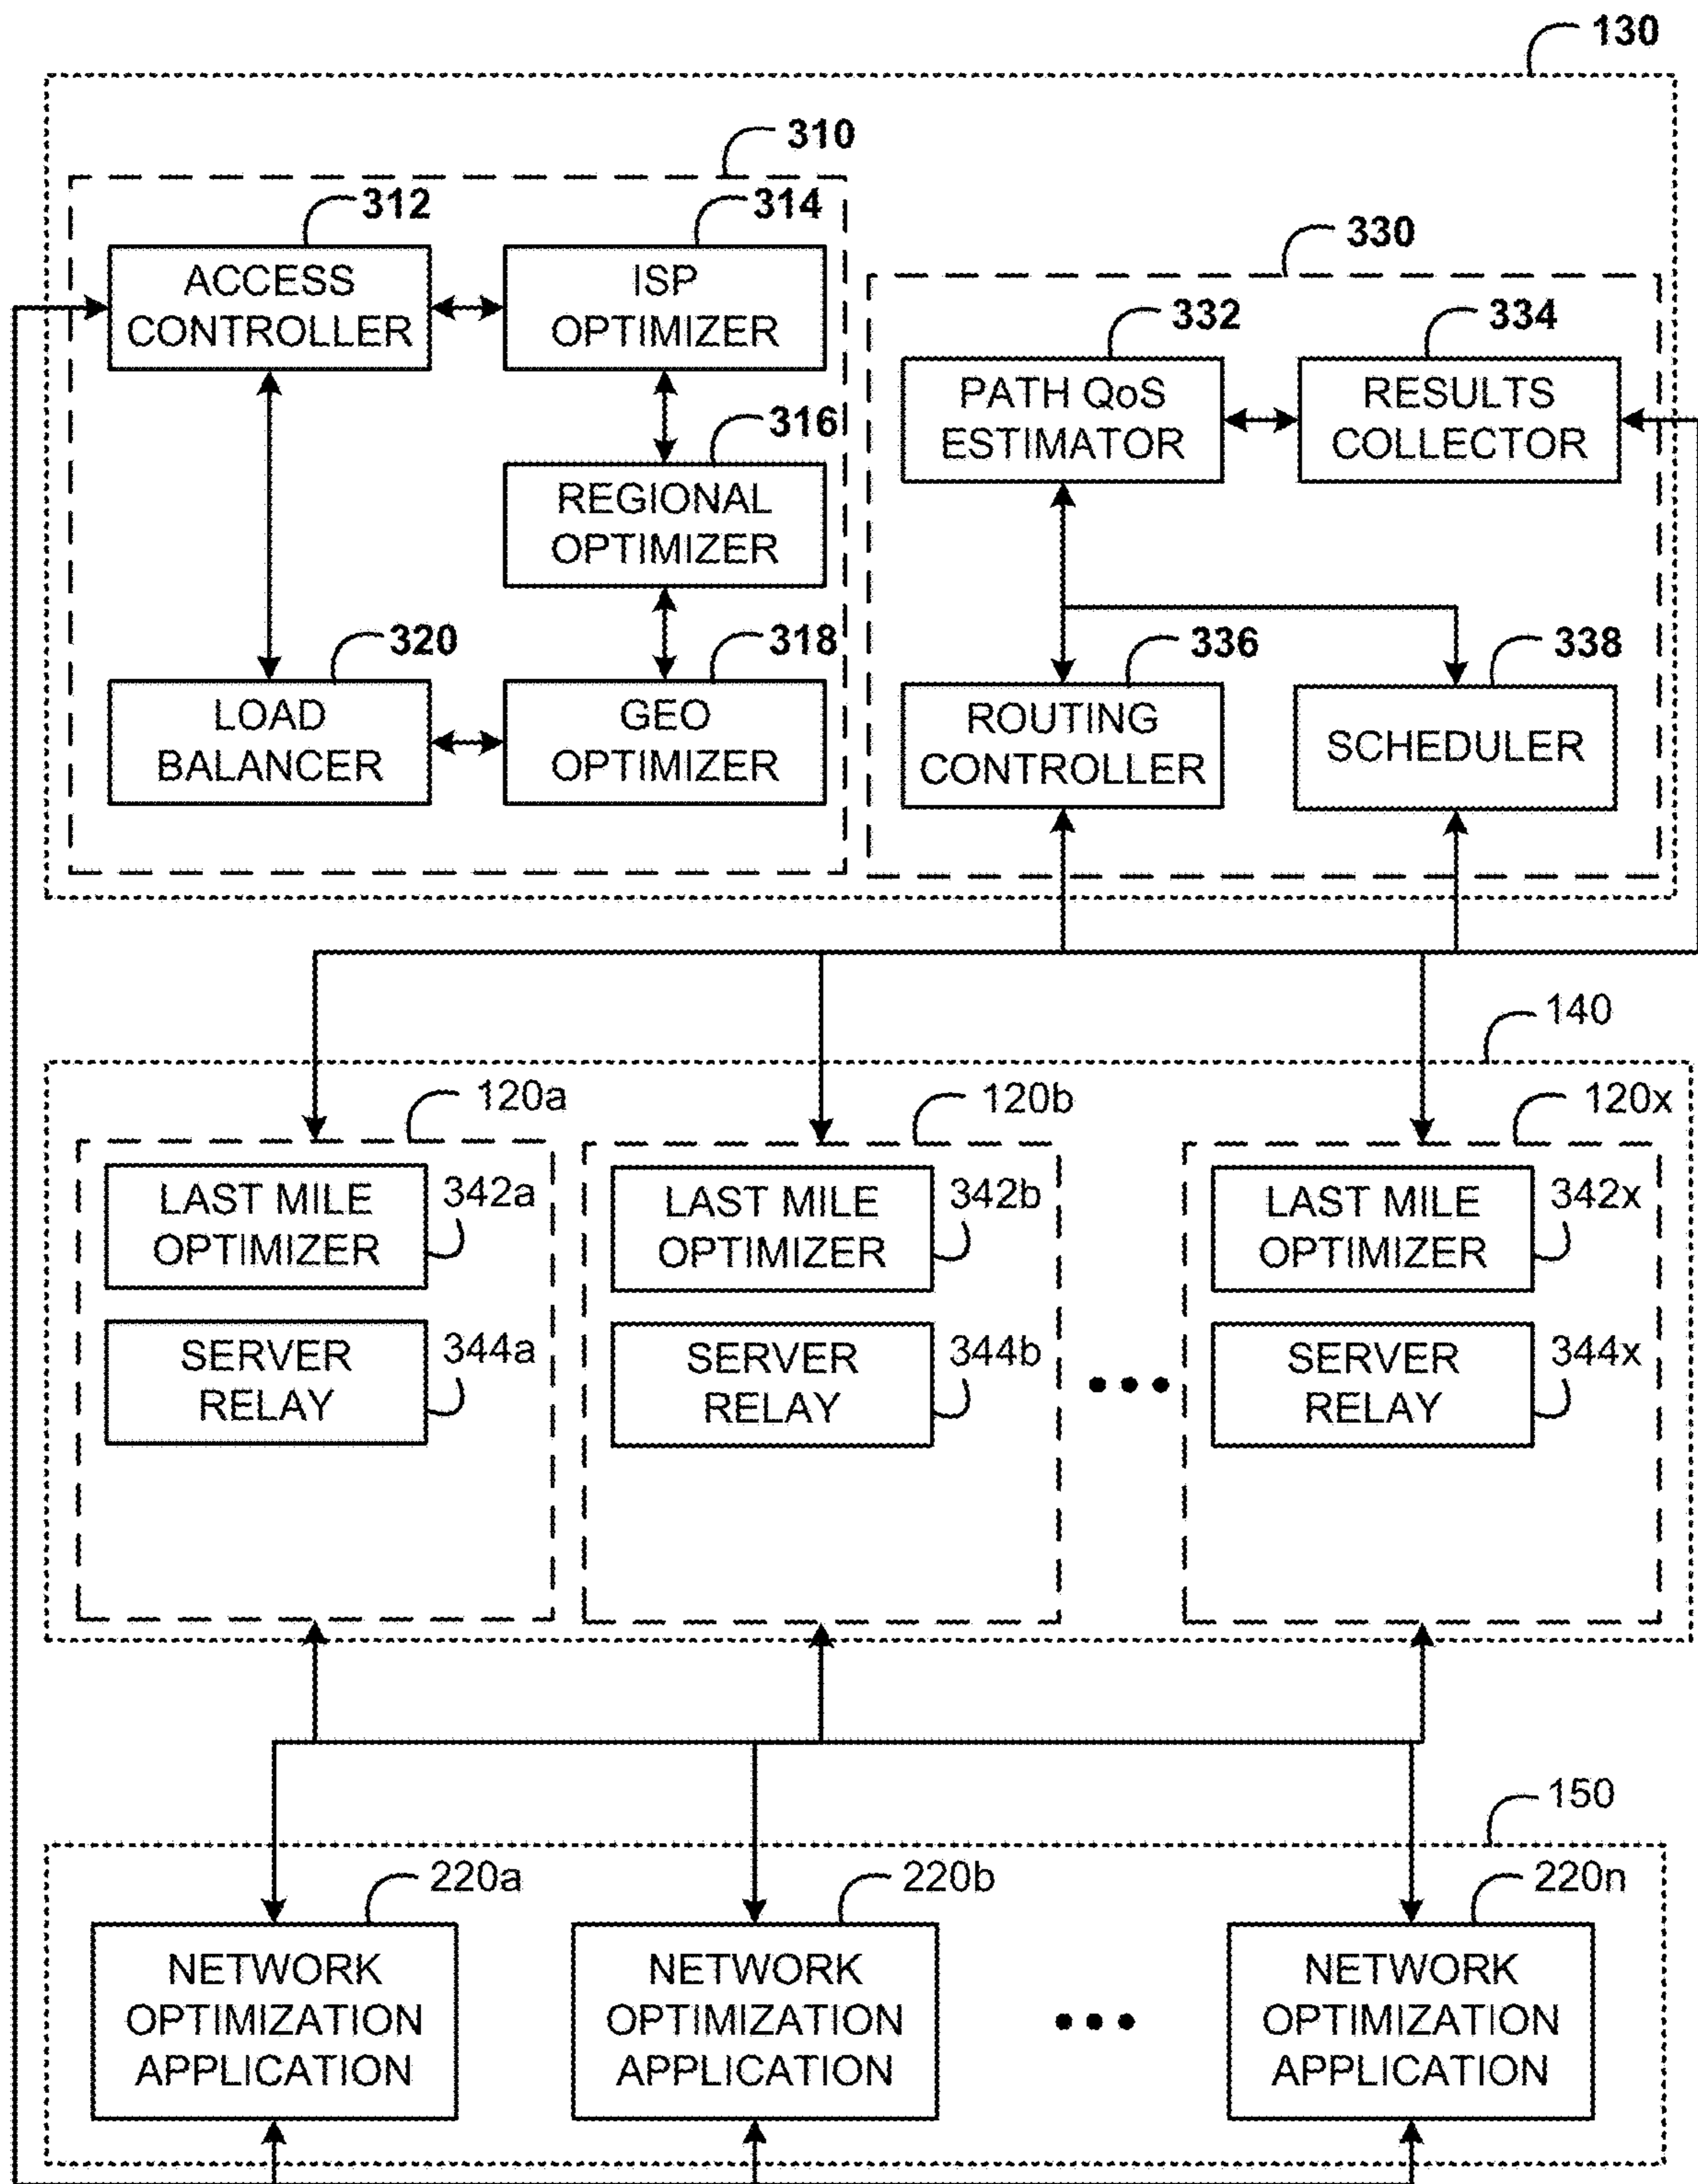 130
310
312
314
ACCESS
CONTROLLER
ISP
OPTIMIZER
330
332
334
PATH QoS
ESTIMATOR
RESULTS
COLLECTOR
316
REGIONAL
OPTIMIZER
320
318
336
338
LOAD
BALANCER
GEO
OPTIMIZER
ROUTING
CONTROLLER
SCHEDULER
140
120a
120b
120x
LAST MILE
OPTIMIZER
342a
LAST MILE
OPTIMIZER
342b
LAST MILE
OPTIMIZER
342x
SERVER
RELAY
344a
SERVER
RELAY
344b
•••
SERVER
RELAY
344x
150
220a
220b
220n
NETWORK
OPTIMIZATION
APPLICATION
NETWORK
OPTIMIZATION
APPLICATION
•••
NETWORK
OPTIMIZATION
APPLICATION